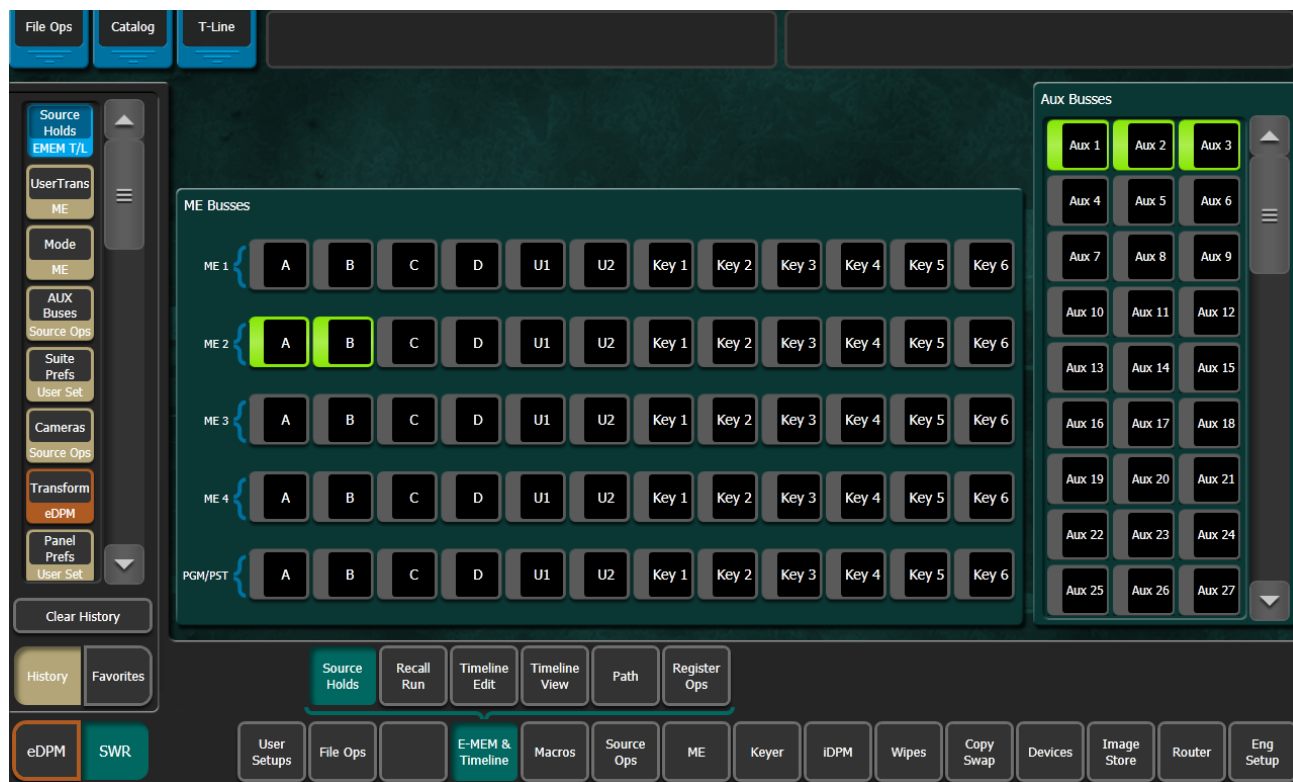 File Ops
Catalog
T-Line
Source
Holds
EMEM T/L
UserTrans
ME
Mode
ME
AUX
Buses
Source Ops
Suite
Prefs
User Set
Cameras
Source Ops
Transform
eDPM
Panel
Prefs
User Set
Clear History
History
Favorites
ME Busses
ME 1 A B C D U1 U2 Key 1 Key 2 Key 3 Key 4 Key 5 Key 6
ME 2 A B C D U1 U2 Key 1 Key 2 Key 3 Key 4 Key 5 Key 6
ME 3 A B C D U1 U2 Key 1 Key 2 Key 3 Key 4 Key 5 Key 6
ME 4 A B C D U1 U2 Key 1 Key 2 Key 3 Key 4 Key 5 Key 6
PGM/PST A B C D U1 U2 Key 1 Key 2 Key 3 Key 4 Key 5 Key 6
Aux Busses
Aux 1 Aux 2 Aux 3
Aux 4 Aux 5 Aux 6
Aux 7 Aux 8 Aux 9
Aux 10 Aux 11 Aux 12
Aux 13 Aux 14 Aux 15
Aux 16 Aux 17 Aux 18
Aux 19 Aux 20 Aux 21
Aux 22 Aux 23 Aux 24
Aux 25 Aux 26 Aux 27
Source
Holds
Recall
Run
Timeline
Edit
Timeline
View
Path
Register
Ops
eDPM
SWR
User
Setups
File Ops
E-MEM &
Timeline
Macros
Source
Ops
ME
Keyer
iDPM
Wipes
Copy
Swap
Devices
Image
Store
Router
Eng
Setup